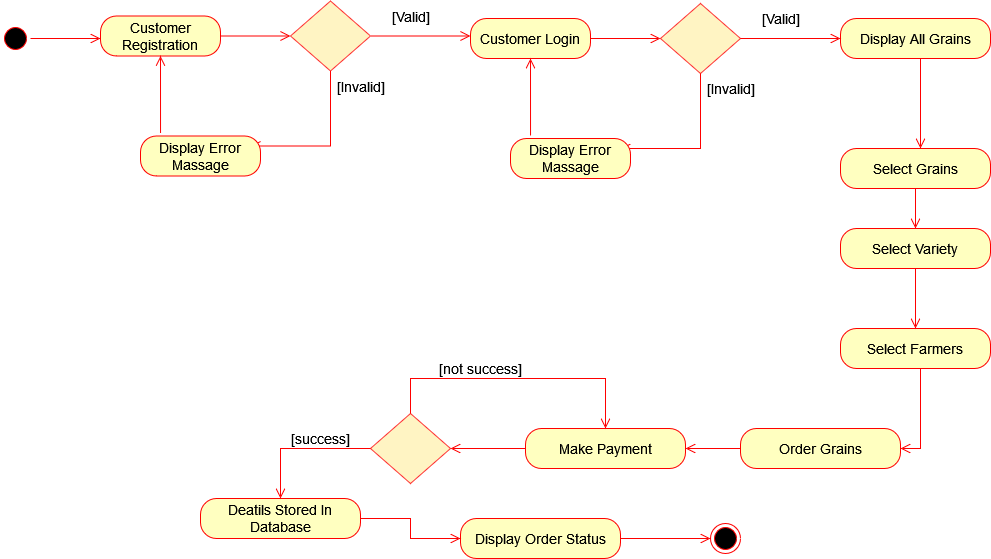 Customer
Registration
[Valid]
[Invalid]
Display Error
Massage
Customer Login
[Valid]
[Invalid]
Display Error
Massage
Display All Grains
Select Grains
Select Variety
Select Farmers
Order Grains
Make Payment
[not success]
[success]
Deatils Stored In
Database
Display Order Status